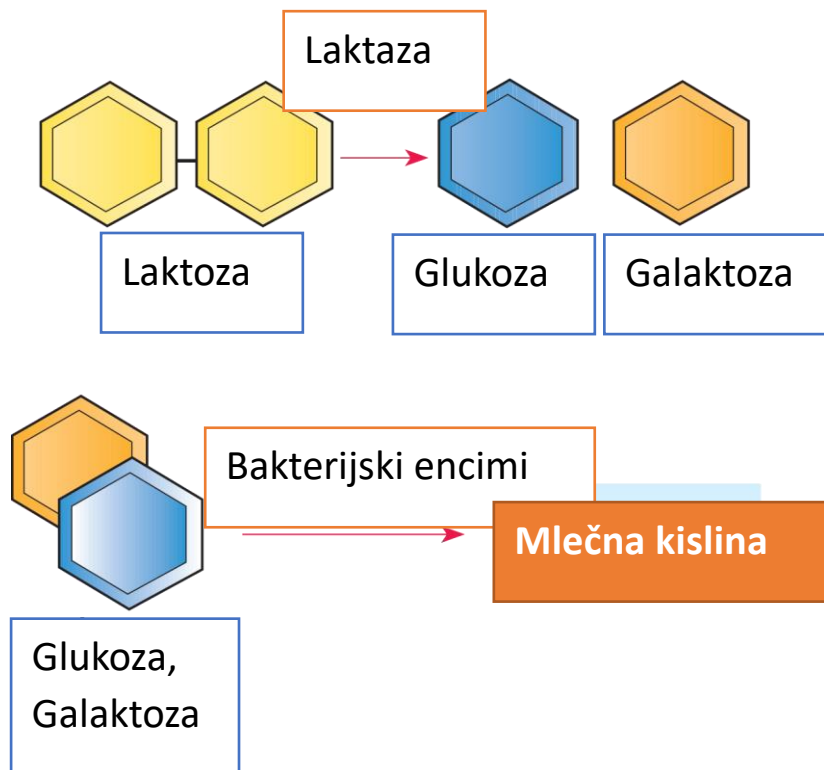 Laktaza
Laktoza
Glukoza
Galaktoza
Bakterijski encimi
Mlečna kislina
Glukoza,
Galaktoza